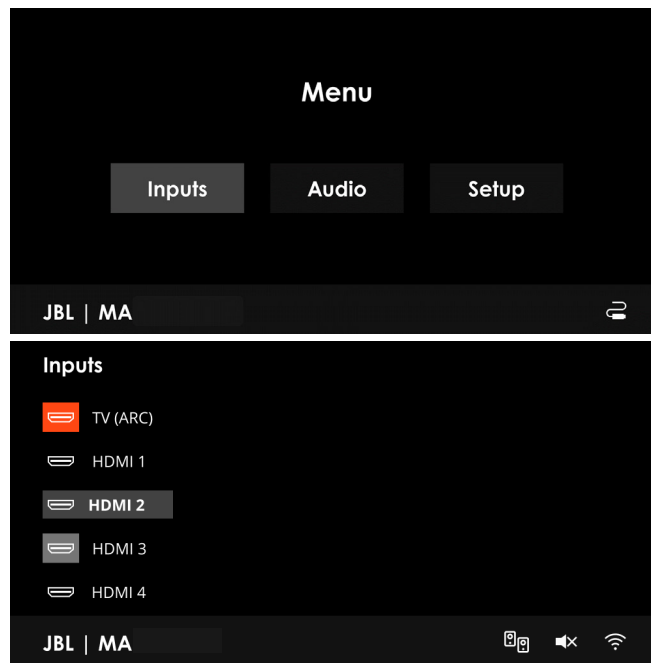 Menu
Inputs Audio Setup
JBL | MA
Inputs
TV (ARC)
HDMI 1
HDMI 2
HDMI 3
HDMI 4
JBL | MA